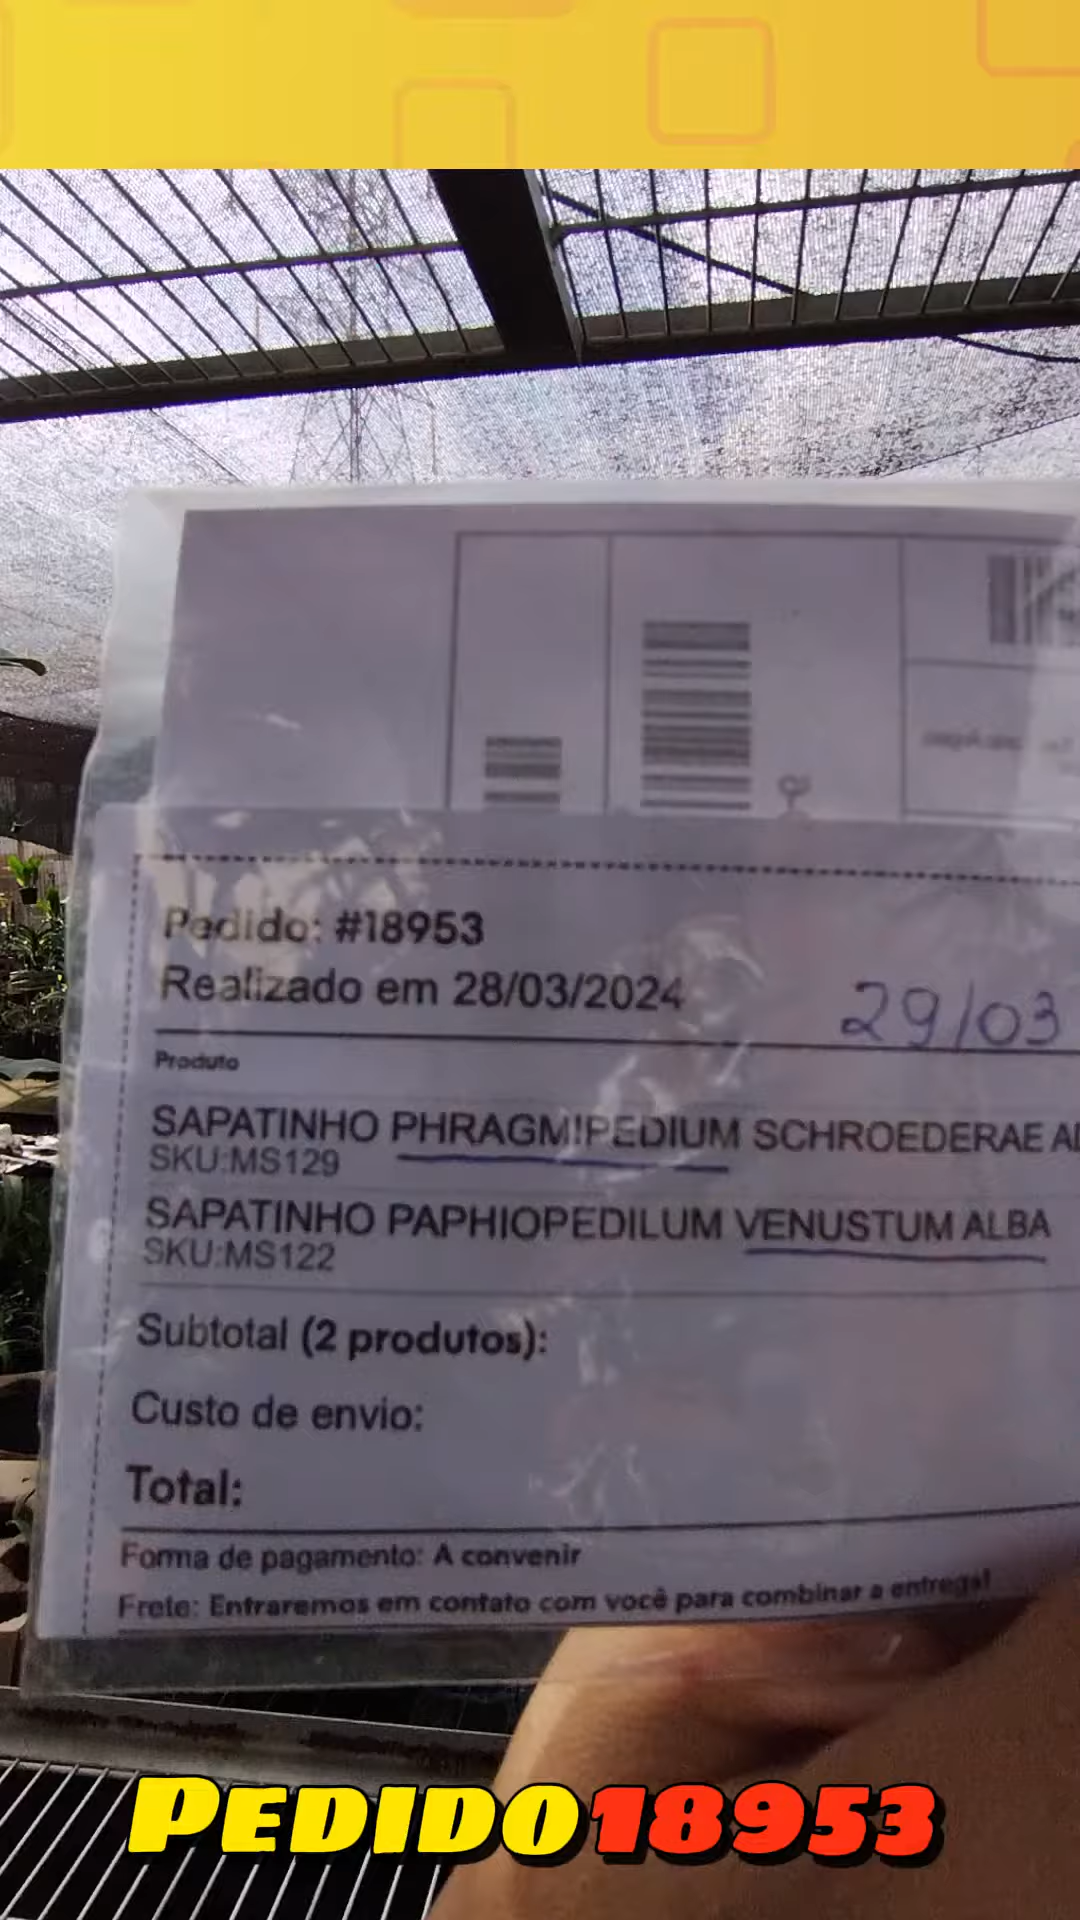 Pedido: #18953
Realizado em 28/03/2024
29/03
Produto
SAPATINHO PHRAGMIPEDIUM SCHROEDERAE
SKU:MS129
SAPATINHO PAPHIOPEDILUM VENUSTUM ALBA
SKU:MS122
Subtotal (2 produtos):
Custo de envio:
Total:
Forma de pagamento: A convenir
Frete: Entraremos em contato com você para combinar a entrega!
PEDIDO 18953